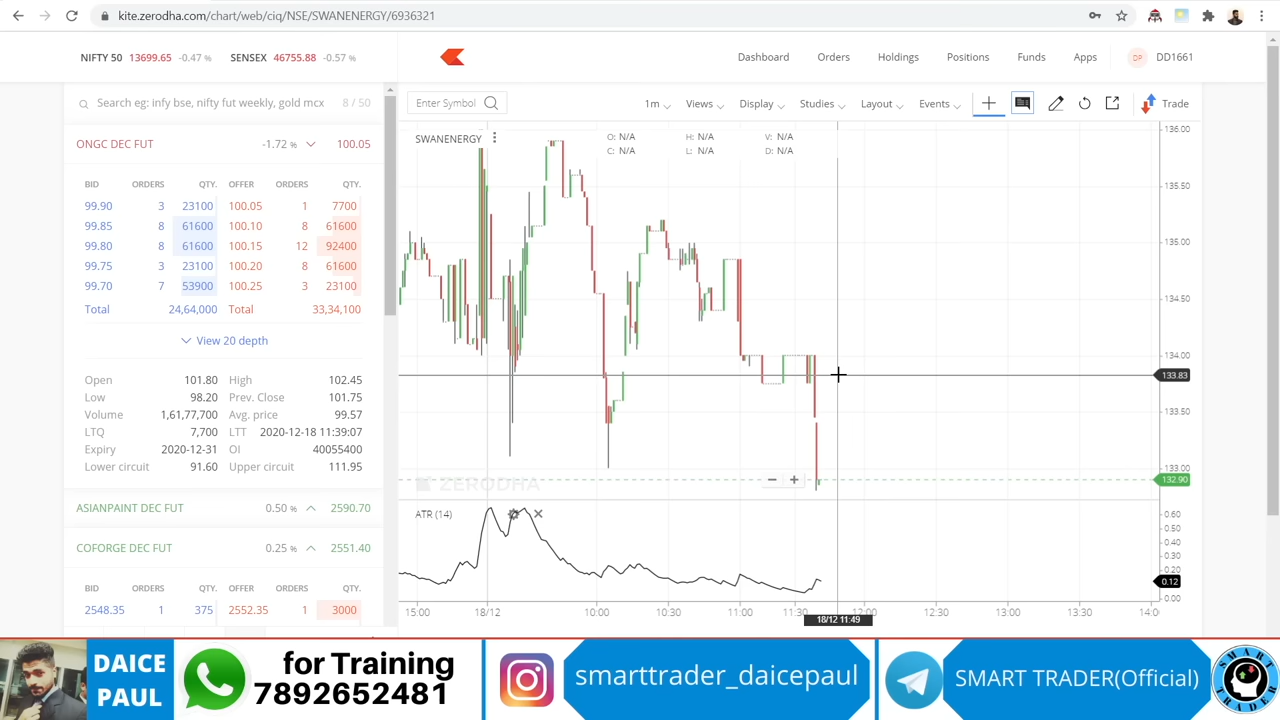 kite.zerodha.com/chart/web/ciq/NSE/SWANENERGY/6936321
NIFTY 50 13699.65 -0.47 % SENSEX 46755.88 -0.57 %
Dashboard Orders Holdings Positions Funds Apps DP DD1661
Search eg: infy bse, nifty fut weekly, gold mcx 8 / 50
Enter Symbol 1m Views Display Studies Layout Events Trade
ONGC DEC FUT -1.72 % 100.05
BID ORDERS QTY. OFFER ORDERS QTY.
99.90 3 23100 100.05 1 7700
99.85 8 61600 100.10 8 61600
99.80 8 61600 100.15 12 92400
99.75 3 23100 100.20 8 61600
99.70 7 53900 100.25 3 23100
Total 24,64,000 Total 33,34,100
View 20 depth
Open 101.80 High 102.45
Low 98.20 Prev. Close 101.75
Volume 1,61,77,700 Avg. price 99.57
LTQ 7,700 LTT 2020-12-18 11:39:07
Expiry 2020-12-31 OI 40055400
Lower circuit 91.60 Upper circuit 111.95
ASIANPAINT DEC FUT 0.50 % 2590.70
COFORGE DEC FUT 0.25 % 2551.40
BID ORDERS QTY. OFFER ORDERS QTY.
2548.35 1 375 2552.35 1 3000
SWANENERGY
O: N/A H: N/A V: N/A
C: N/A L: N/A D: N/A
136.00
135.50
135.00
134.50
134.00
133.83
133.50
133.00
132.90
ZERODHA
ATR (14)
0.60
0.50
0.40
0.30
0.20
0.12
0.00
15:00 18/12 10:00 10:30 11:00 11:30 12:00 12:30 13:00 13:30 14:0
18/12 11:49
DAICE
PAUL
for Training
7892652481
smarttrader_daicepaul
SMART TRADER(Official)
SMART
TRADER